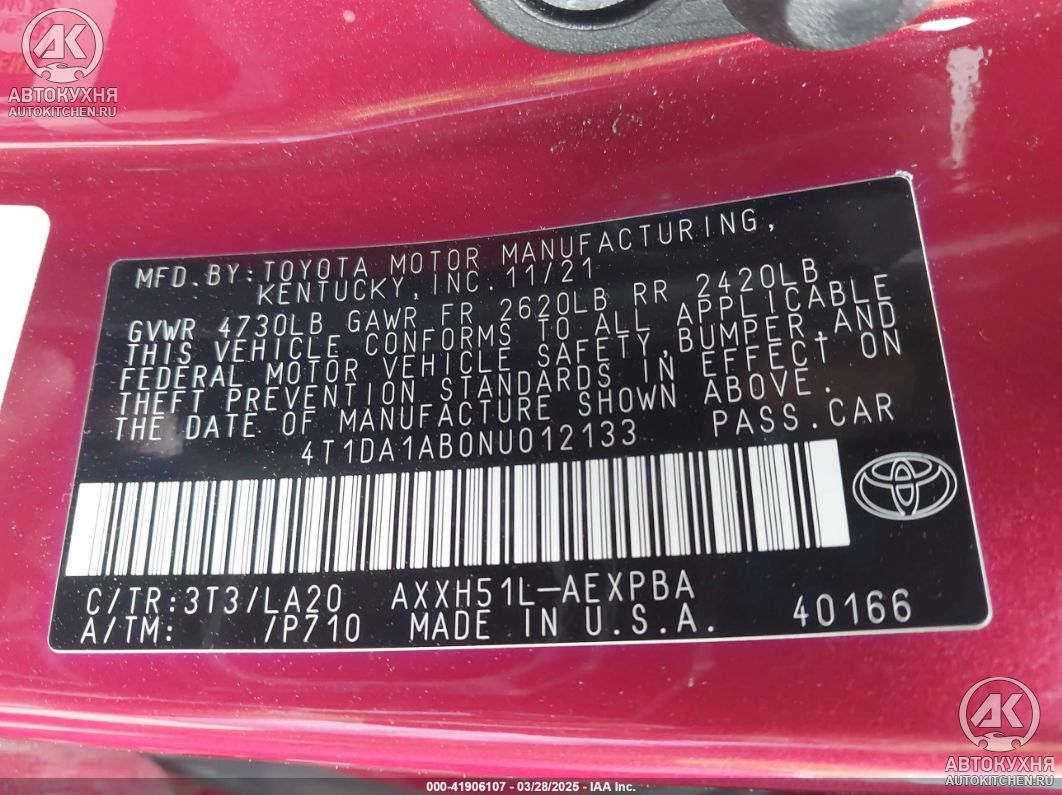 АВТОКУХНЯ
AUTOKITCHEN.RU
MFD.BY:TOYOTA MOTOR MANUFACTURING,
KENTUCKY,INC. 11/21
GVWR 4730LB GAWR FR 2620LB RR 2420LB
THIS VEHICLE CONFORMS TO ALL APPLICABLE
FEDERAL MOTOR VEHICLE SAFETY,BUMPER,AND
THEFT PREVENTION STANDARDS IN EFFECT ON
THE DATE OF MANUFACTURE SHOWN ABOVE.
4T1DA1AB0NU012133 PASS.CAR
C/TR:3T3/LA20 AXXH51L-AEXPBA
A/TM: /P710 MADE IN U.S.A. 40166
АК
АВТОКУХНЯ
AUTOKITCHEN.RU
000-41906107 - 03/28/2025 - IAA Inc.